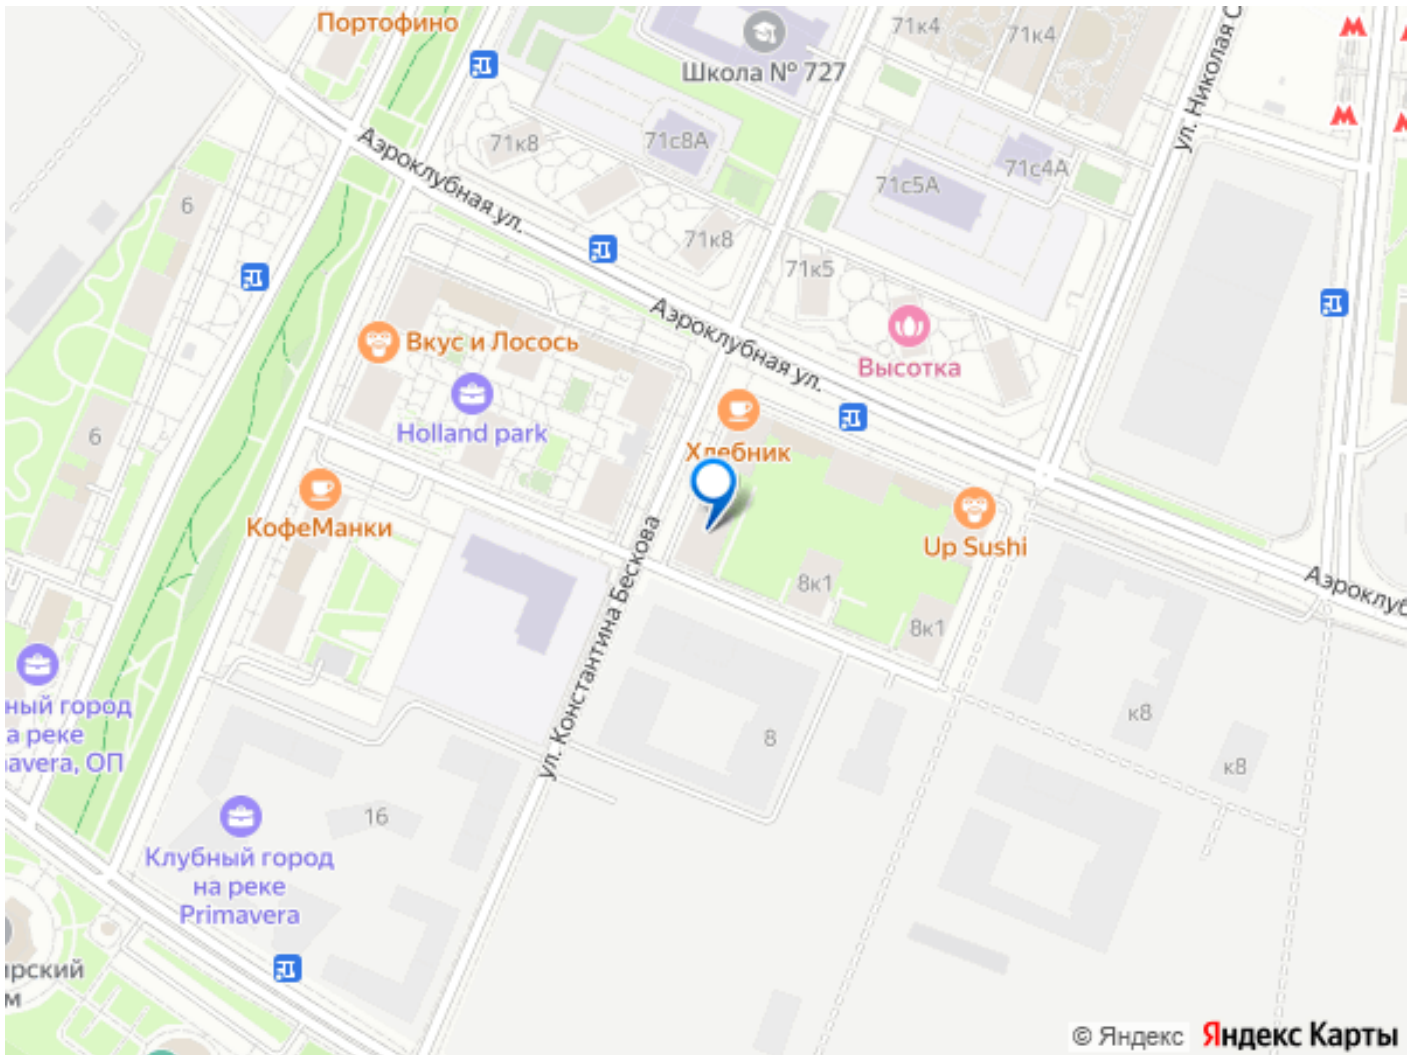 Портофино
71к4
71к4
Школа № 727
ул. Николая С
71к8
71с8А
71с4А
71с5А
Аэроклубная ул.
6
71к8
71к5
Аэроклубная ул.
Вкус и Лосось
Высотка
Holland park
6
Хлебник
КофеМанки
Up Sushi
ул. Константина Бескова
8к1
8к1
Аэроклуб
ный город
а реке
avera, ОП
к8
8
к8
16
Клубный город
на реке
Primavera
ирский
м
© Яндекс
Яндекс Карты